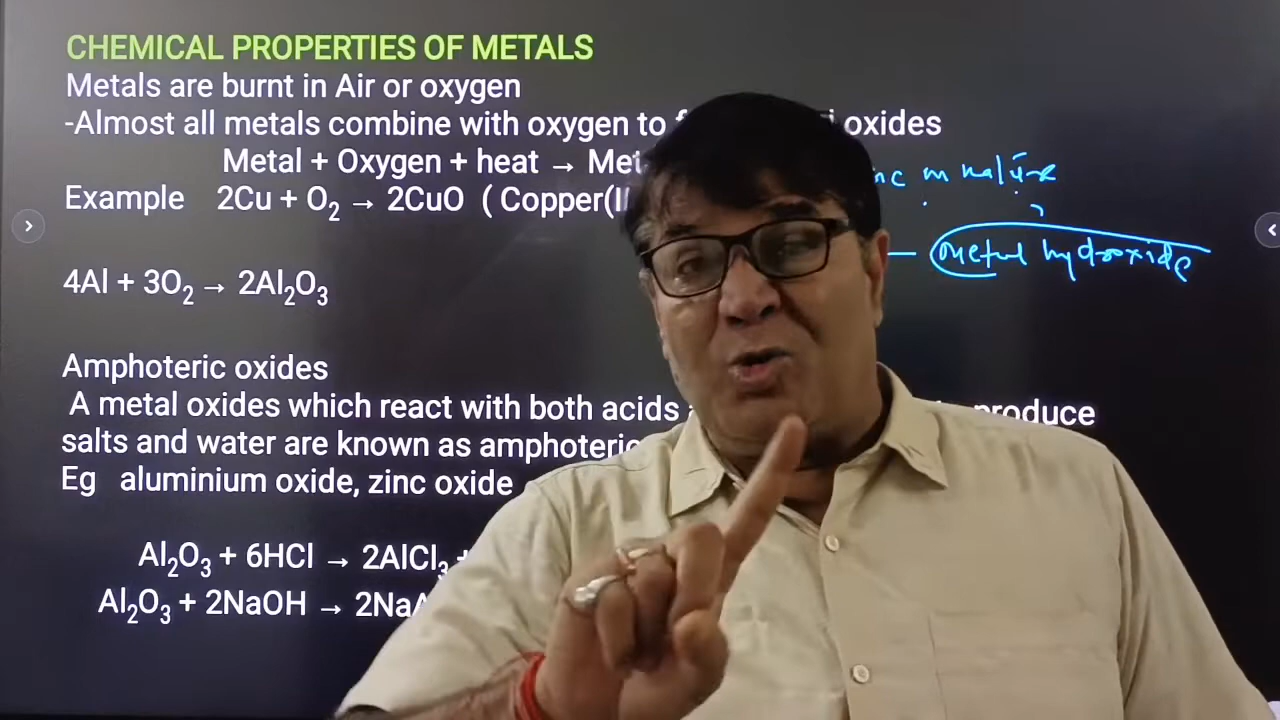 CHEMICAL PROPERTIES OF METALS
Metals are burnt in Air or oxygen
-Almost all metals combine with oxygen to oxides
Metal + Oxygen + heat → Met
in nature
Example 2Cu + O₂ → 2CuO ( Copper(II
— metal hydroxide
4Al + 3O₂ → 2Al₂O₃
Amphoteric oxides
A metal oxides which react with both acids produce
salts and water are known as amphoteric
Eg aluminium oxide, zinc oxide
Al₂O₃ + 6HCl → 2AlCl₃ +
Al₂O₃ + 2NaOH → 2NaA